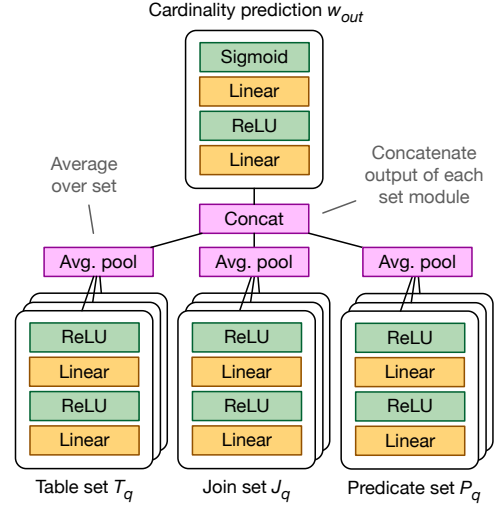 Cardinality prediction w_out
Sigmoid
Linear
ReLU
Linear
Average
over set
Concatenate
output of each
set module
Concat
Avg. pool
Avg. pool
Avg. pool
ReLU
Linear
ReLU
Linear
ReLU
Linear
ReLU
Linear
ReLU
Linear
ReLU
Linear
Table set T_q
Join set J_q
Predicate set P_q